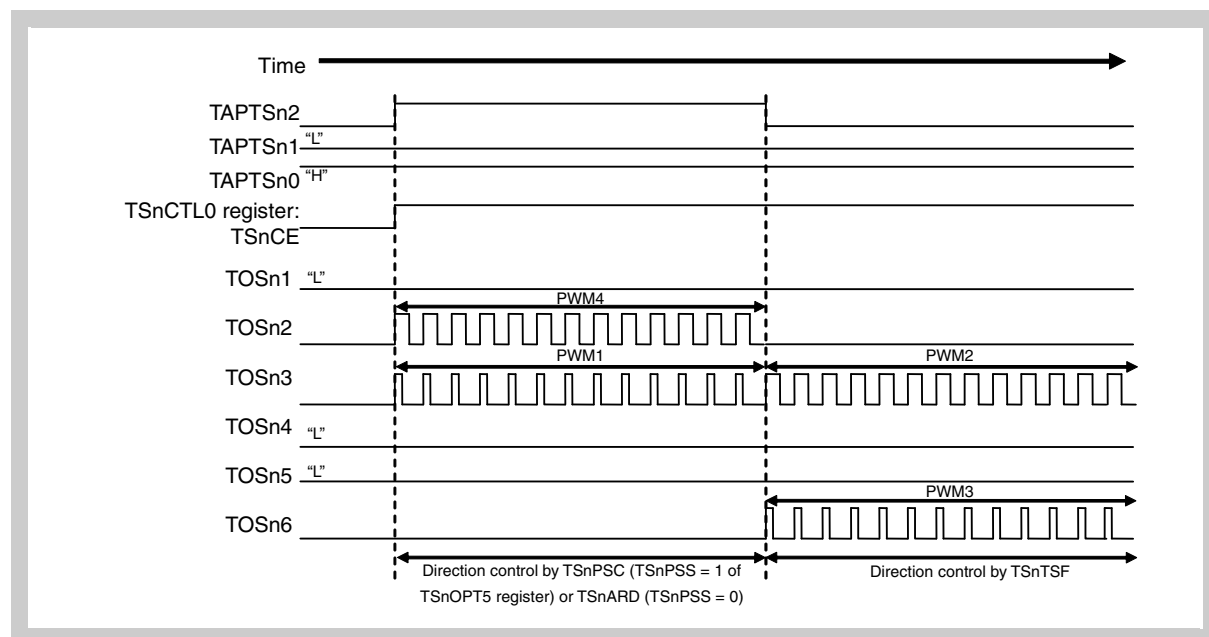 Time
TAPTSn2
TAPTSn1 “L”
TAPTSn0 “H”
TSnCTL0 register:
TSnCE
TOSn1 “L”
PWM4
TOSn2
PWM1 PWM2
TOSn3
TOSn4 “L”
TOSn5 “L”
PWM3
TOSn6
Direction control by TSnPSC (TSnPSS = 1 of Direction control by TSnTSF
TSnOPT5 register) or TSnARD (TSnPSS = 0)